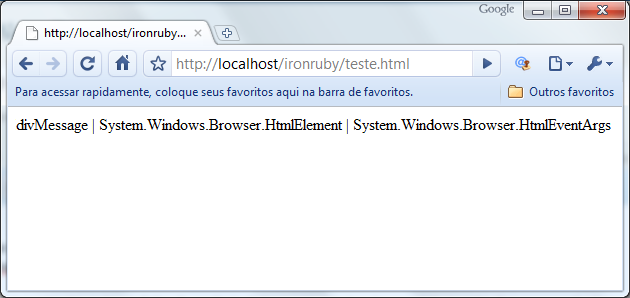 Google
http://localhost/ironruby...
http://localhost/ironruby/teste.html
Para acessar rapidamente, coloque seus favoritos aqui na barra de favoritos.
Outros favoritos
divMessage | System.Windows.Browser.HtmlElement | System.Windows.Browser.HtmlEventArgs